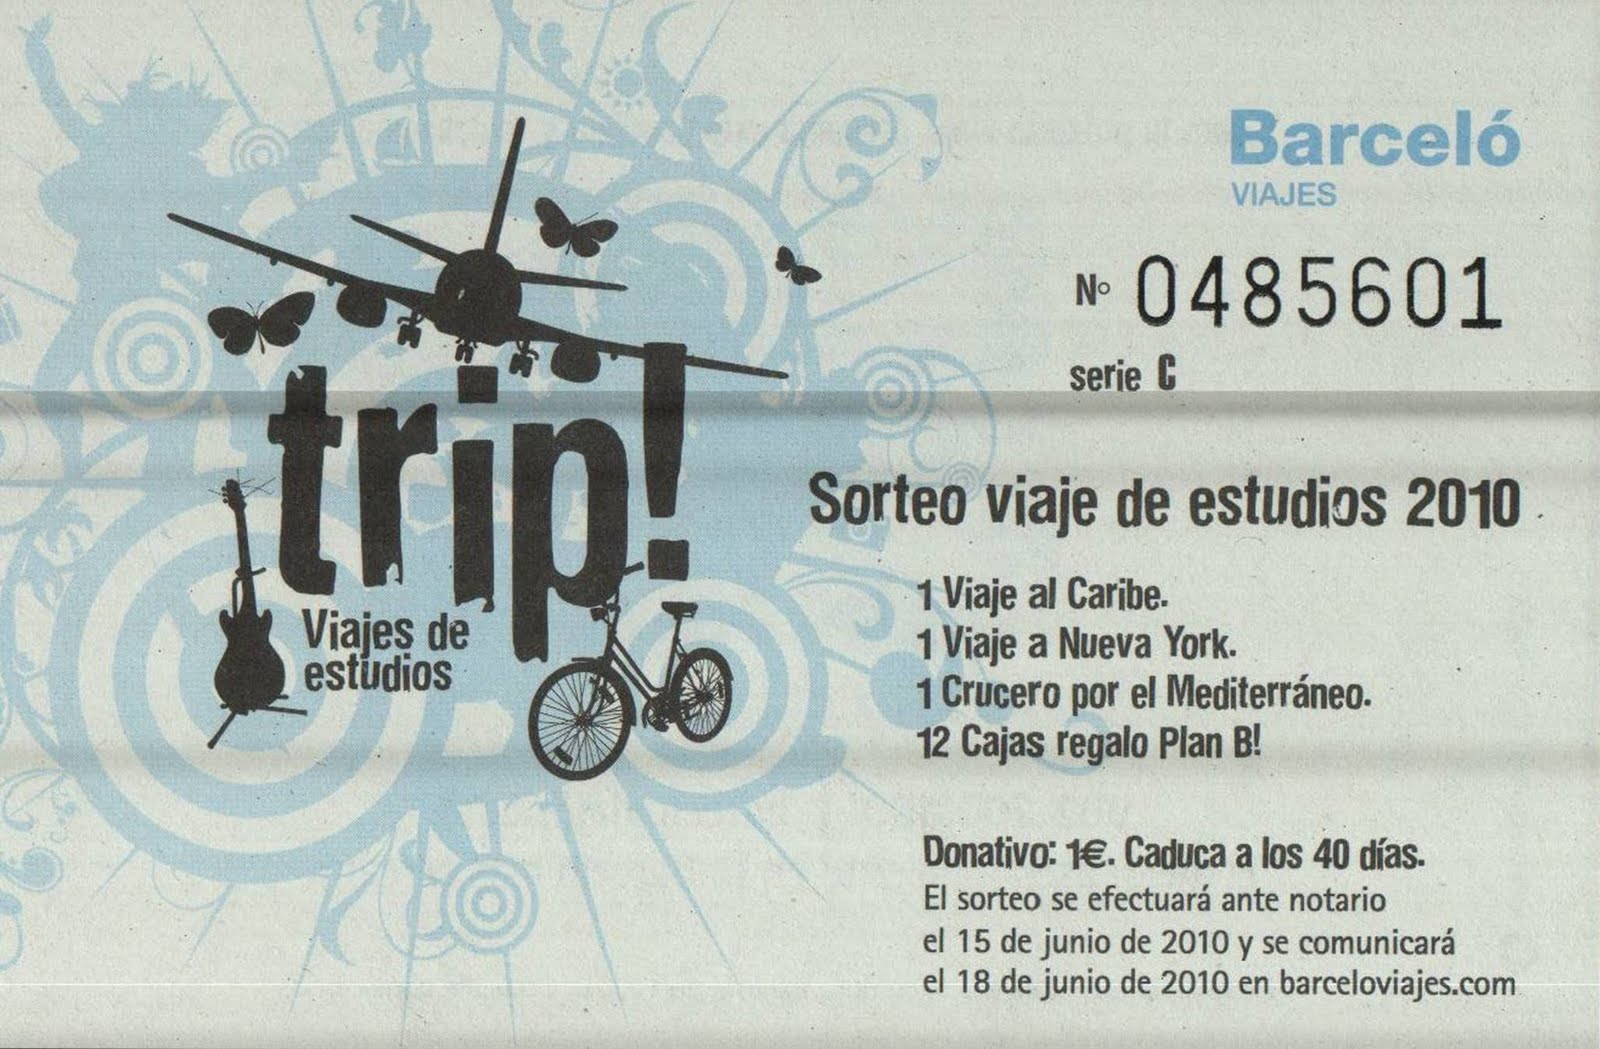 Barceló
VIAJES
Nº 0485601
serie C
trip!
Viajes de
estudios
Sorteo viaje de estudios 2010
1 Viaje al Caribe.
1 Viaje a Nueva York.
1 Crucero por el Mediterráneo.
12 Cajas regalo Plan B!
Donativo: 1€. Caduca a los 40 días.
El sorteo se efectuará ante notario
el 15 de junio de 2010 y se comunicará
el 18 de junio de 2010 en barceloviajes.com